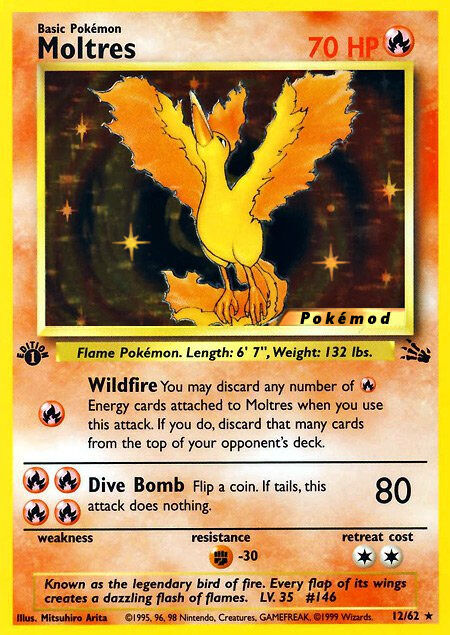 Basic Pokémon
Moltres 70 HP
Pokémod
EDITION
1
Flame Pokémon. Length: 6' 7", Weight: 132 lbs.
Wildfire You may discard any number of
Energy cards attached to Moltres when you use
this attack. If you do, discard that many cards
from the top of your opponent's deck.
Dive Bomb Flip a coin. If tails, this
attack does nothing.
80
weakness resistance retreat cost
-30
Known as the legendary bird of fire. Every flap of its wings
creates a dazzling flash of flames. LV. 35 #146
Illus. Mitsuhiro Arita ©1995, 96, 98 Nintendo, Creatures, GAMEFREAK. ©1999 Wizards. 12/62 ★